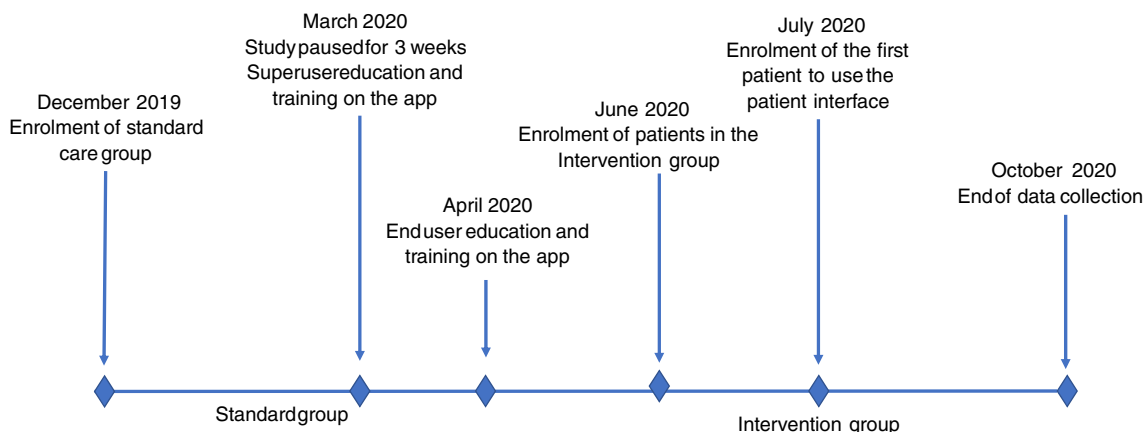 December 2019
Enrolment of standard
care group
March 2020
Study paused for 3 weeks
Superuser education and
training on the app
April 2020
End user education and
training on the app
June 2020
Enrolment of patients in the
Intervention group
July 2020
Enrolment of the first
patient to use the
patient interface
October 2020
End of data collection
Standard group
Intervention group